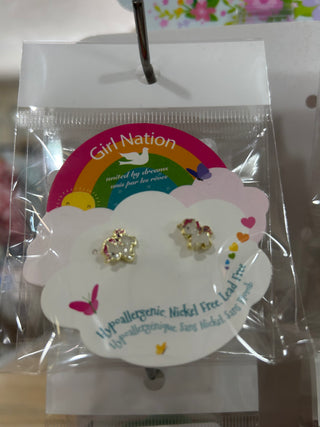 Girl Nation
united by dreams
unis par les rêves
Hypoallergenic, Nickel Free, Lead Free
Hypoallergénique, Sans Nickel, Sans Plomb